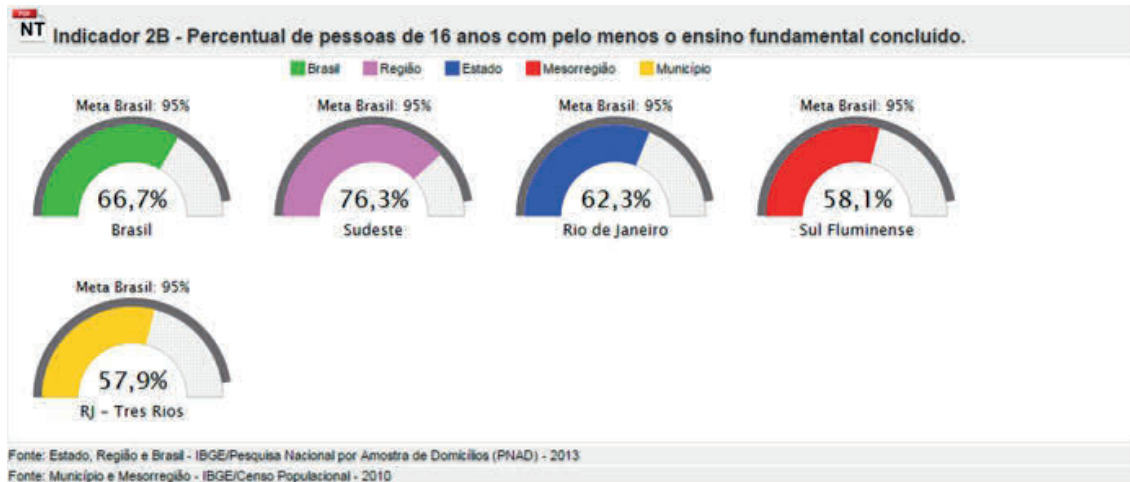 PDF
NT Indicador 2B - Percentual de pessoas de 16 anos com pelo menos o ensino fundamental concluido.
Brasil Região Estado Mesorregião Município
Meta Brasil: 95% Meta Brasil: 95% Meta Brasil: 95% Meta Brasil: 95%
66,7% 76,3% 62,3% 58,1%
Brasil Sudeste Rio de Janeiro Sul Fluminense
Meta Brasil: 95%
57,9%
RJ - Tres Rios
Fonte: Estado, Região e Brasil - IBGE/Pesquisa Nacional por Amostra de Domicílios (PNAD) - 2013
Fonte: Município e Mesorregião - IBGE/Censo Populacional - 2010